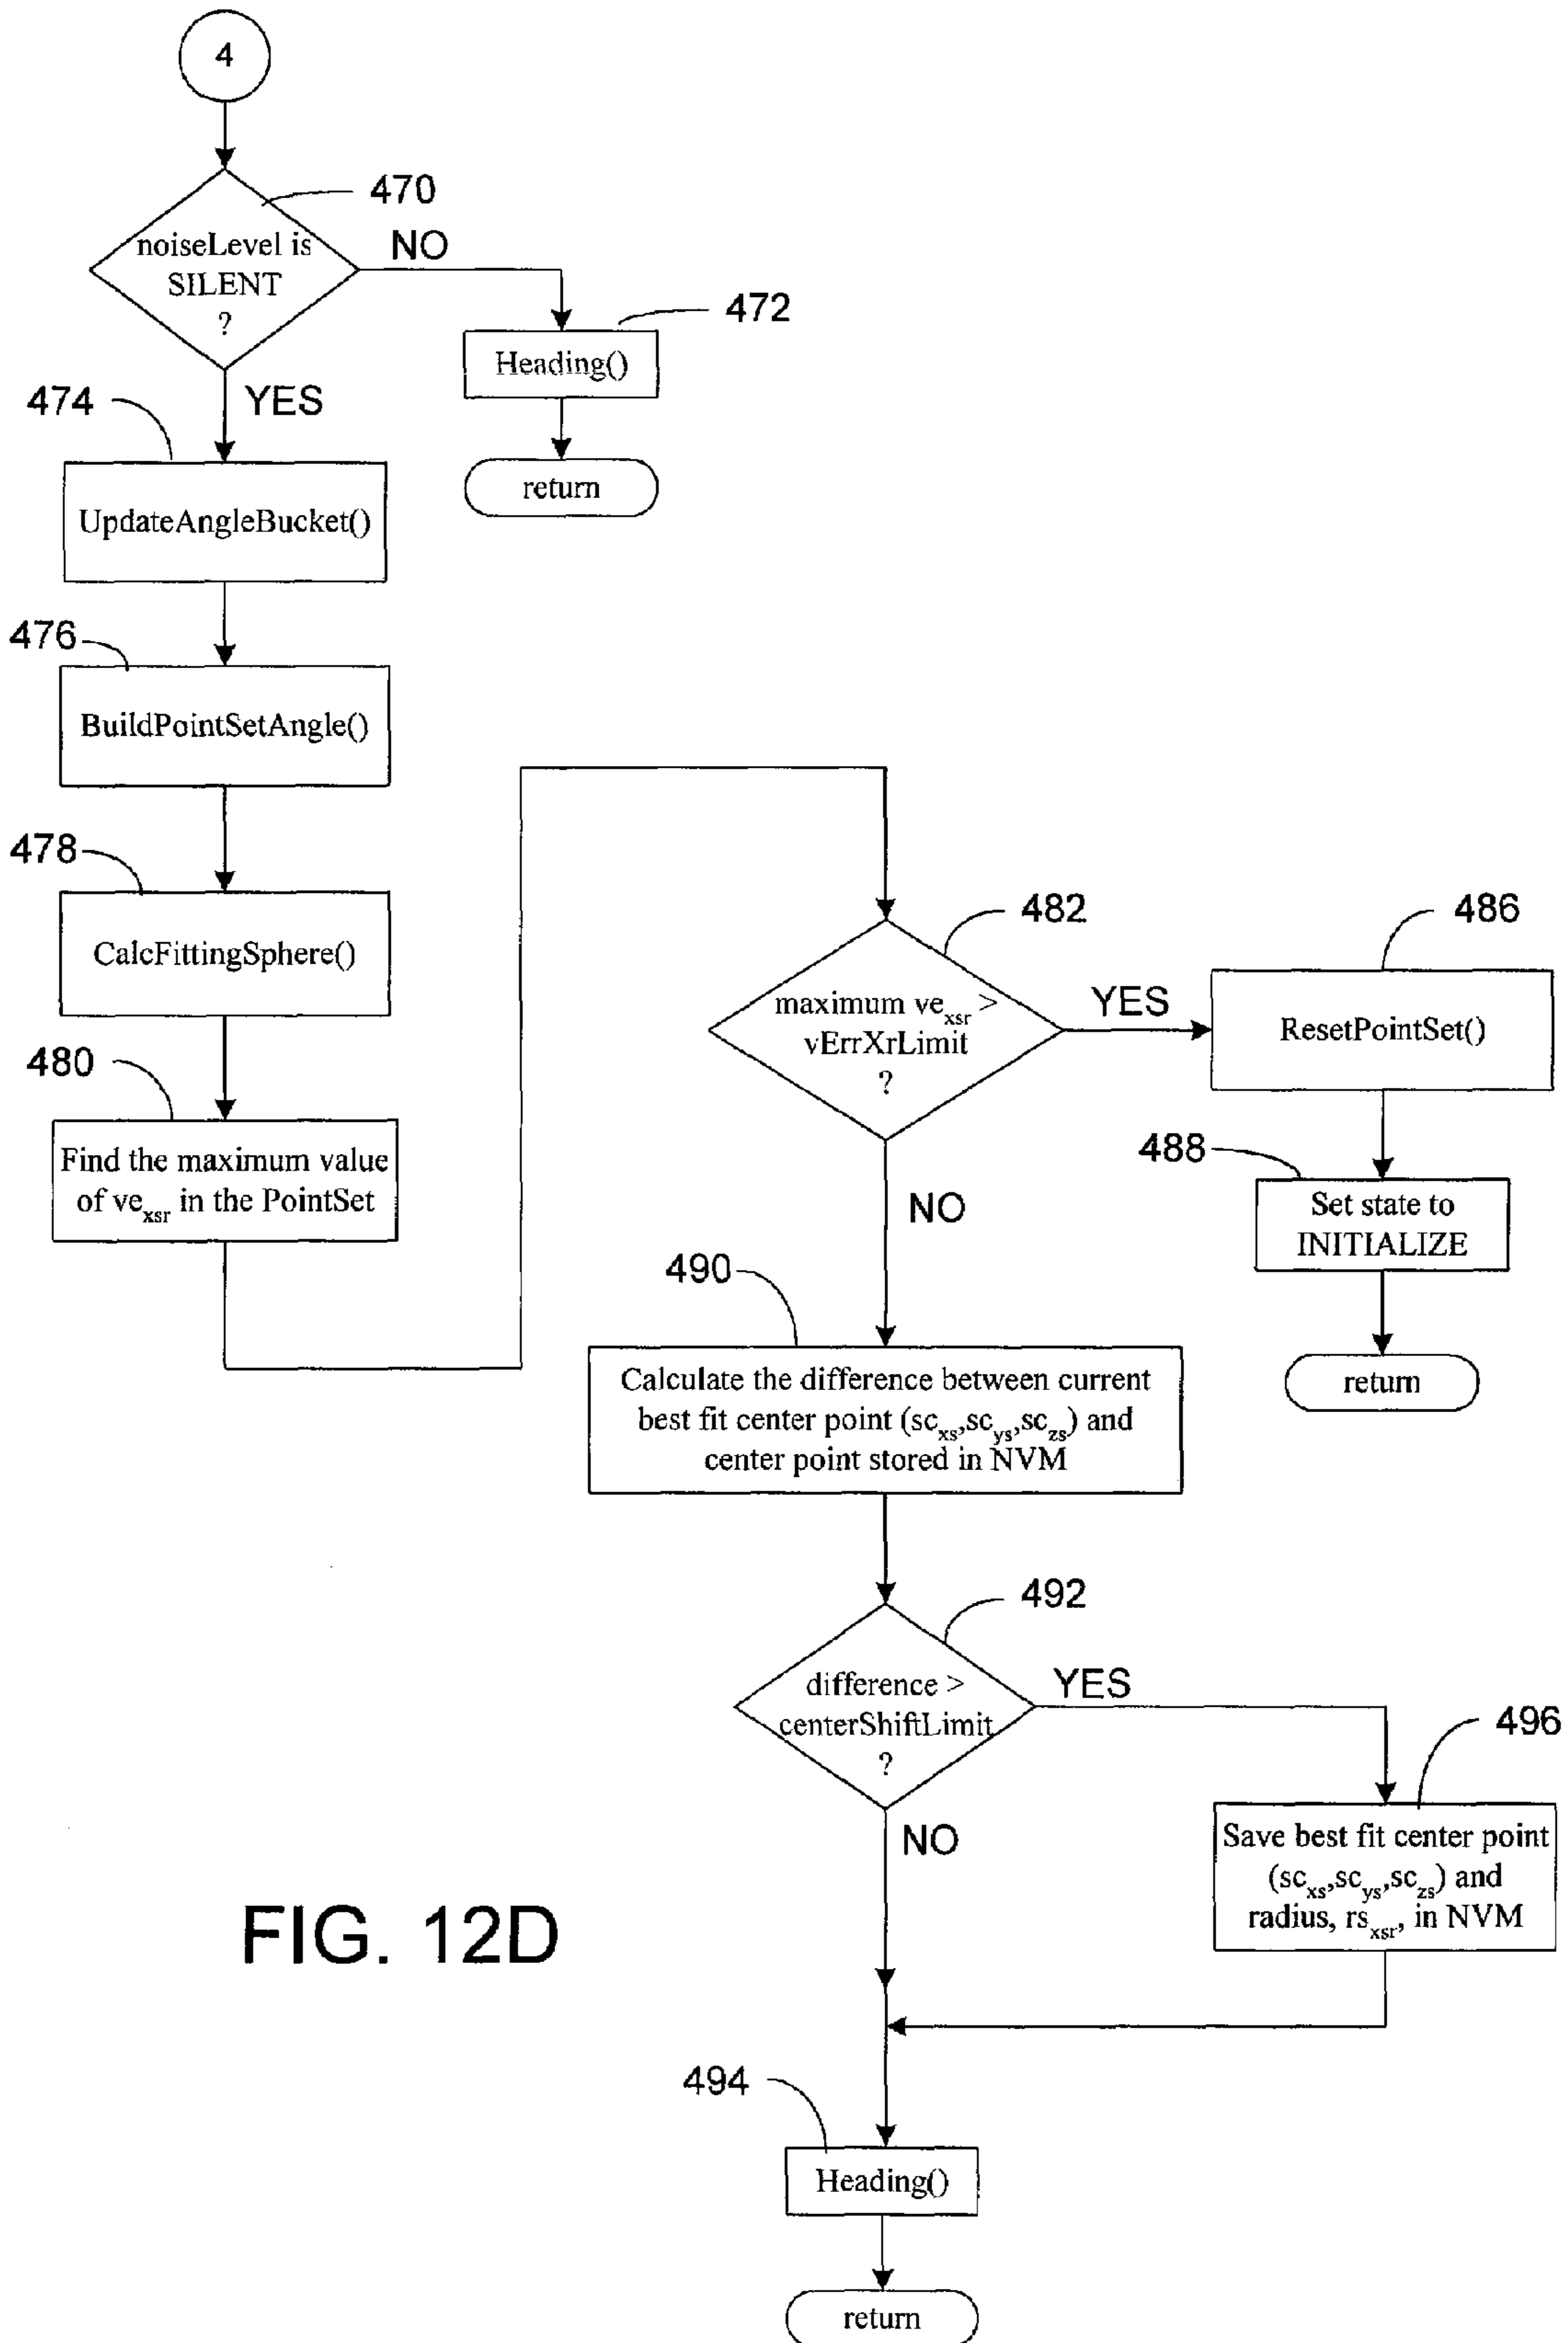 4
470
noiseLevel is
SILENT
?
NO
472
Heading()
return
YES
474
UpdateAngleBucket()
476
BuildPointSetAngle()
478
CalcFittingSphere()
480
Find the maximum value
of ve_xsr in the PointSet
482
maximum ve_xsr >
vErrXrLimit
?
YES
486
ResetPointSet()
488
Set state to
INITIALIZE
return
NO
490
Calculate the difference between current
best fit center point (sc_xs,sc_ys,sc_zs) and
center point stored in NVM
492
difference >
centerShiftLimit
?
YES
496
Save best fit center point
(sc_xs,sc_ys,sc_zs) and
radius, rs_xsr, in NVM
NO
494
Heading()
return
FIG. 12D